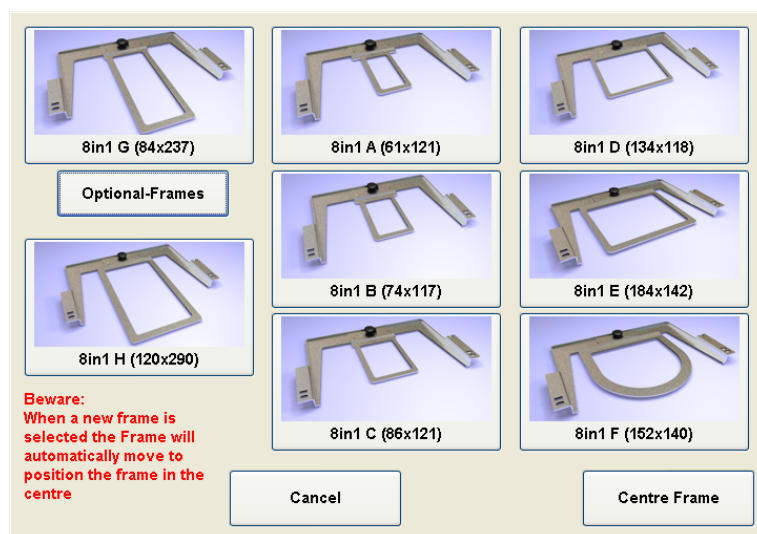 8in1 G (84x237)
8in1 A (61x121)
8in1 D (134x118)
Optional-Frames
8in1 B (74x117)
8in1 E (184x142)
8in1 H (120x290)
8in1 C (86x121)
8in1 F (152x140)
Beware:
When a new frame is
selected the Frame will
automatically move to
position the frame in the
centre
Cancel
Centre Frame